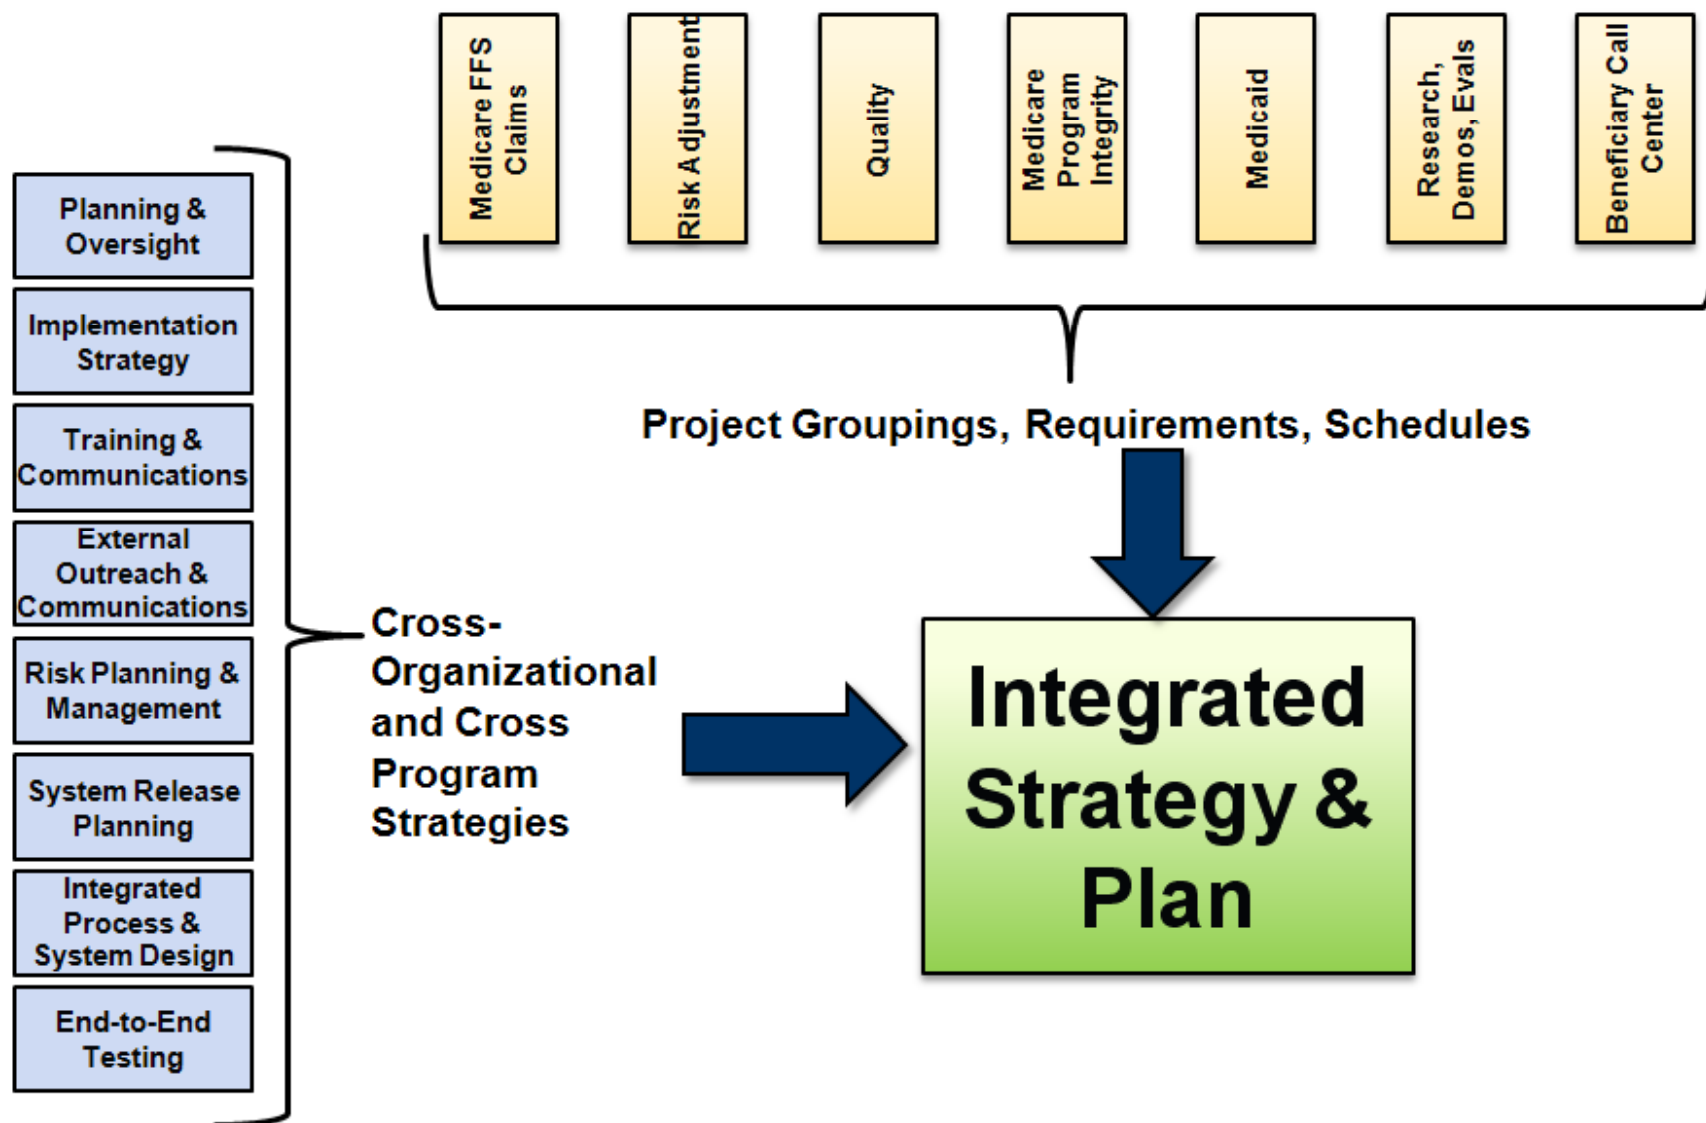 Medicare FFS
Claims
Risk Adjustment
Quality
Medicare
Program
Integrity
Medicaid
Research,
Demos, Evals
Beneficiary Call
Center
Planning &
Oversight
Implementation
Strategy
Training &
Communications
External
Outreach &
Communications
Risk Planning &
Management
System Release
Planning
Integrated
Process &
System Design
End-to-End
Testing
Project Groupings, Requirements, Schedules
Cross-
Organizational
and Cross
Program
Strategies
Integrated
Strategy &
Plan